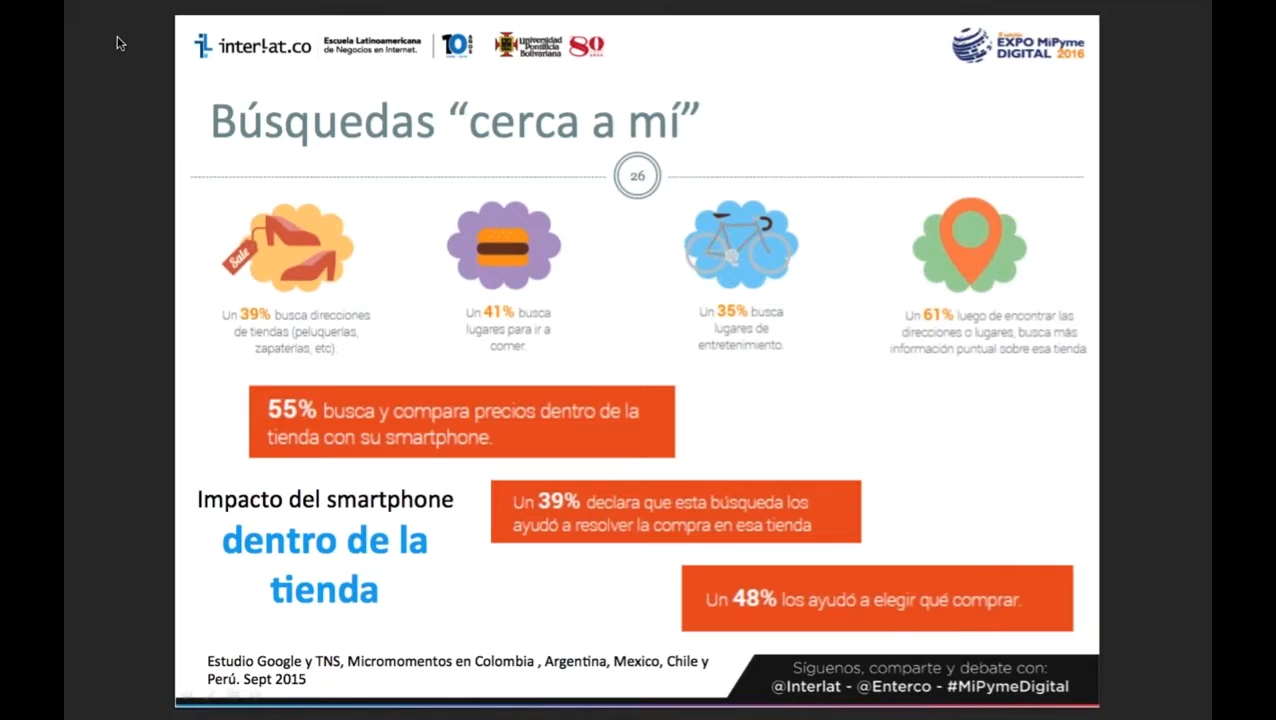 interlat.co
Escuela Latinoamericana
de Negocios en Internet.
10
AÑOS
Universidad
Pontificia
Bolivariana
80
AÑOS
EXPO MiPyme
DIGITAL 2016
Búsquedas “cerca a mí”
26
Sale
Un 39% busca direcciones
de tiendas (peluquerías,
zapaterías, etc).
Un 41% busca
lugares para ir a
comer.
Un 35% busca
lugares de
entretenimiento.
Un 61% luego de encontrar las
direcciones o lugares, busca más
información puntual sobre esa tienda
55% busca y compara precios dentro de la
tienda con su smartphone.
Impacto del smartphone
dentro de la
tienda
Un 39% declara que esta búsqueda los
ayudó a resolver la compra en esa tienda
Un 48% los ayudó a elegir qué comprar.
Estudio Google y TNS, Micromomentos en Colombia , Argentina, Mexico, Chile y
Perú. Sept 2015
Síguenos, comparte y debate con:
@Interlat - @Enterco - #MiPymeDigital